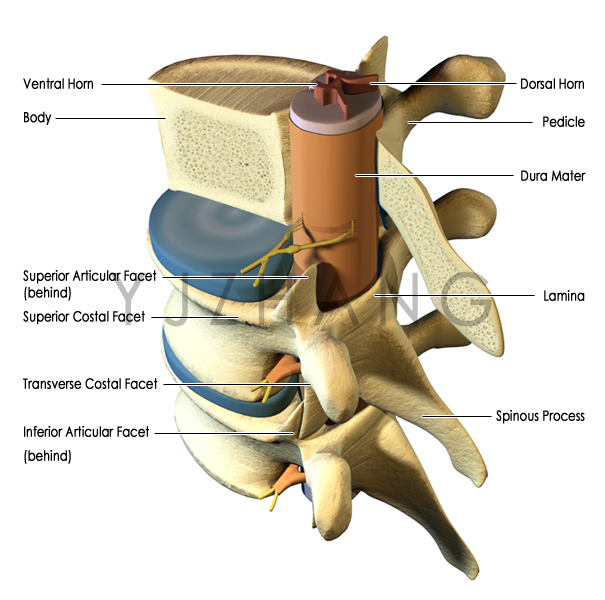 Ventral Horn
Dorsal Horn
Body
Pedicle
Dura Mater
Superior Articular Facet
(behind)
YJZHANG
Lamina
Superior Costal Facet
Transverse Costal Facet
Spinous Process
Inferior Articular Facet
(behind)